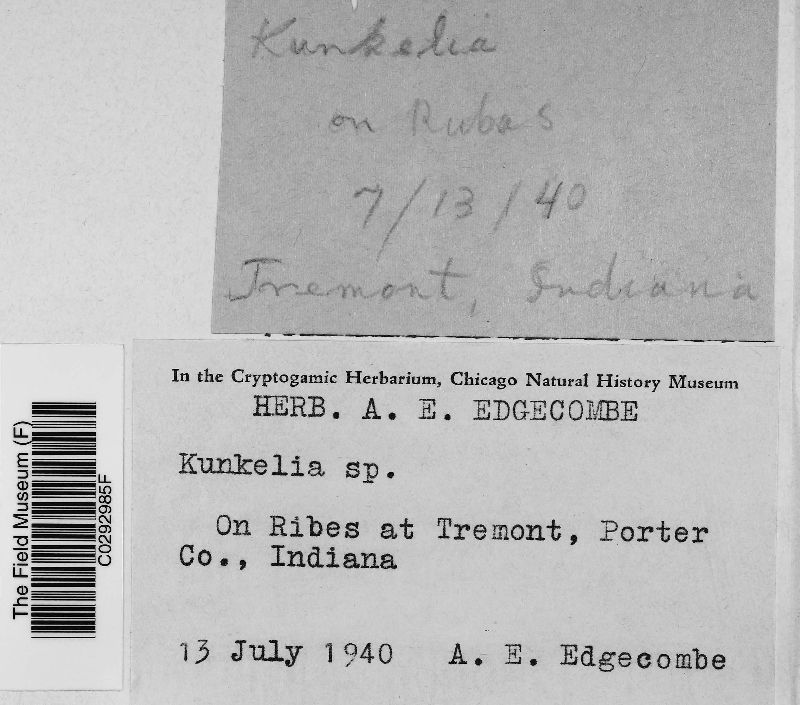 Kunkelia
on Rubus
7/13/40
Tremont, Indiana
In the Cryptogamic Herbarium, Chicago Natural History Museum
HERB. A. E. EDGECOMBE
Kunkelia sp.
On Ribes at Tremont, Porter
Co., Indiana
13 July 1940 A. E. Edgecombe
The Field Museum (F)
C0292985F